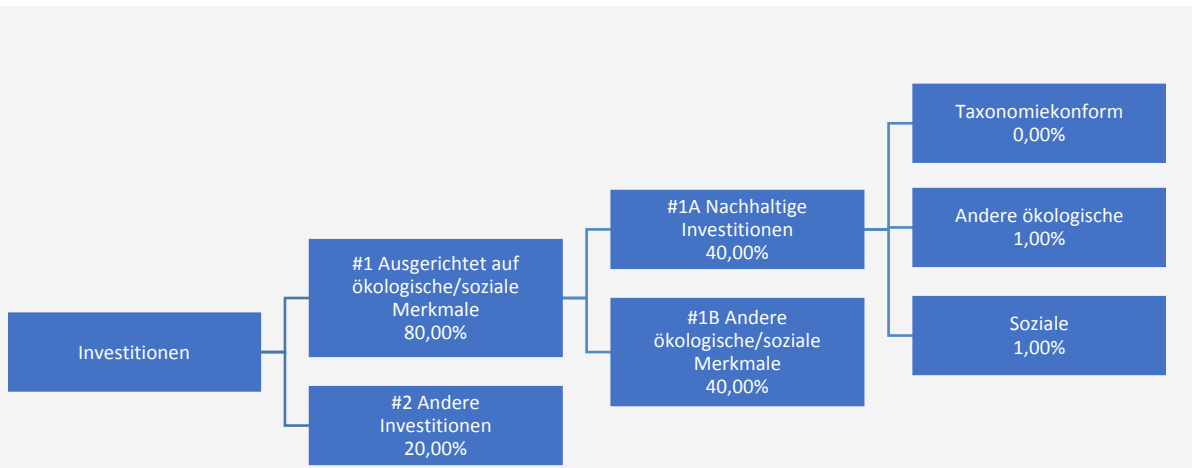 Investitionen
#1 Ausgerichtet auf
ökologische/soziale
Merkmale
80,00%
#2 Andere
Investitionen
20,00%
#1A Nachhaltige
Investitionen
40,00%
#1B Andere
ökologische/soziale
Merkmale
40,00%
Taxonomiekonform
0,00%
Andere ökologische
1,00%
Soziale
1,00%